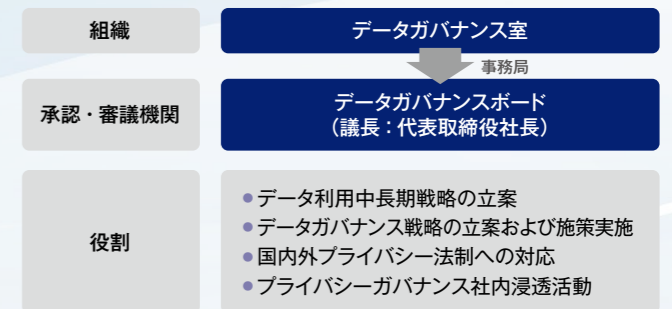 組織
データガバナンス室
事務局
承認・審議機関
データガバナンスボード
（議長：代表取締役社長）
役割
●データ利用中長期戦略の立案
●データガバナンス戦略の立案および施策実施
●国内外プライバシー法制への対応
●プライバシーガバナンス社内浸透活動